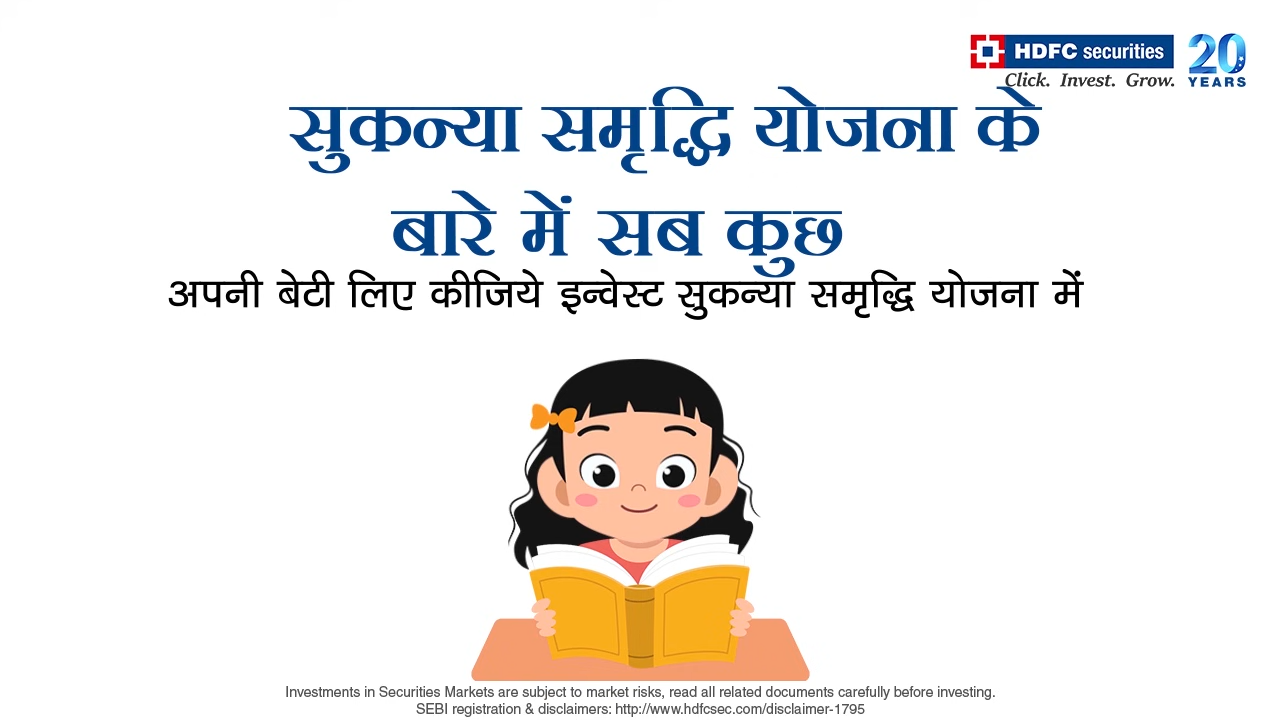 HDFC securities
Click. Invest. Grow.
20
YEARS
सुकन्या समृद्धि योजना के
बारे में सब कुछ
अपनी बेटी लिए कीजिये इन्वेस्ट सुकन्या समृद्धि योजना में
Investments in Securities Markets are subject to market risks, read all related documents carefully before investing.
SEBI registration & disclaimers: http://www.hdfcsec.com/disclaimer-1795